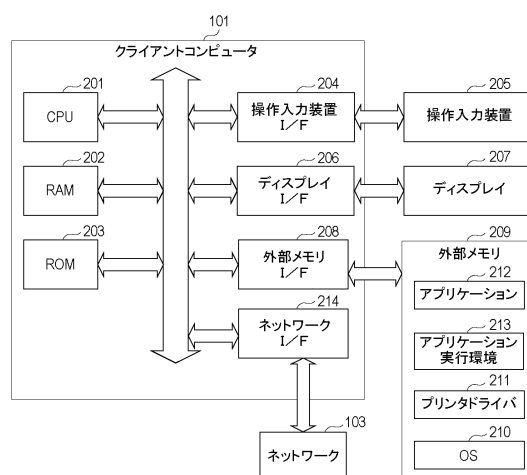 101
クライアントコンピュータ
201
CPU
204
操作入力装置
I/F
205
操作入力装置
202
RAM
206
ディスプレイ
I/F
207
ディスプレイ
203
ROM
208
外部メモリ
I/F
209
外部メモリ
212
アプリケーション
214
ネットワーク
I/F
213
アプリケーション
実行環境
211
プリンタドライバ
103
ネットワーク
210
OS